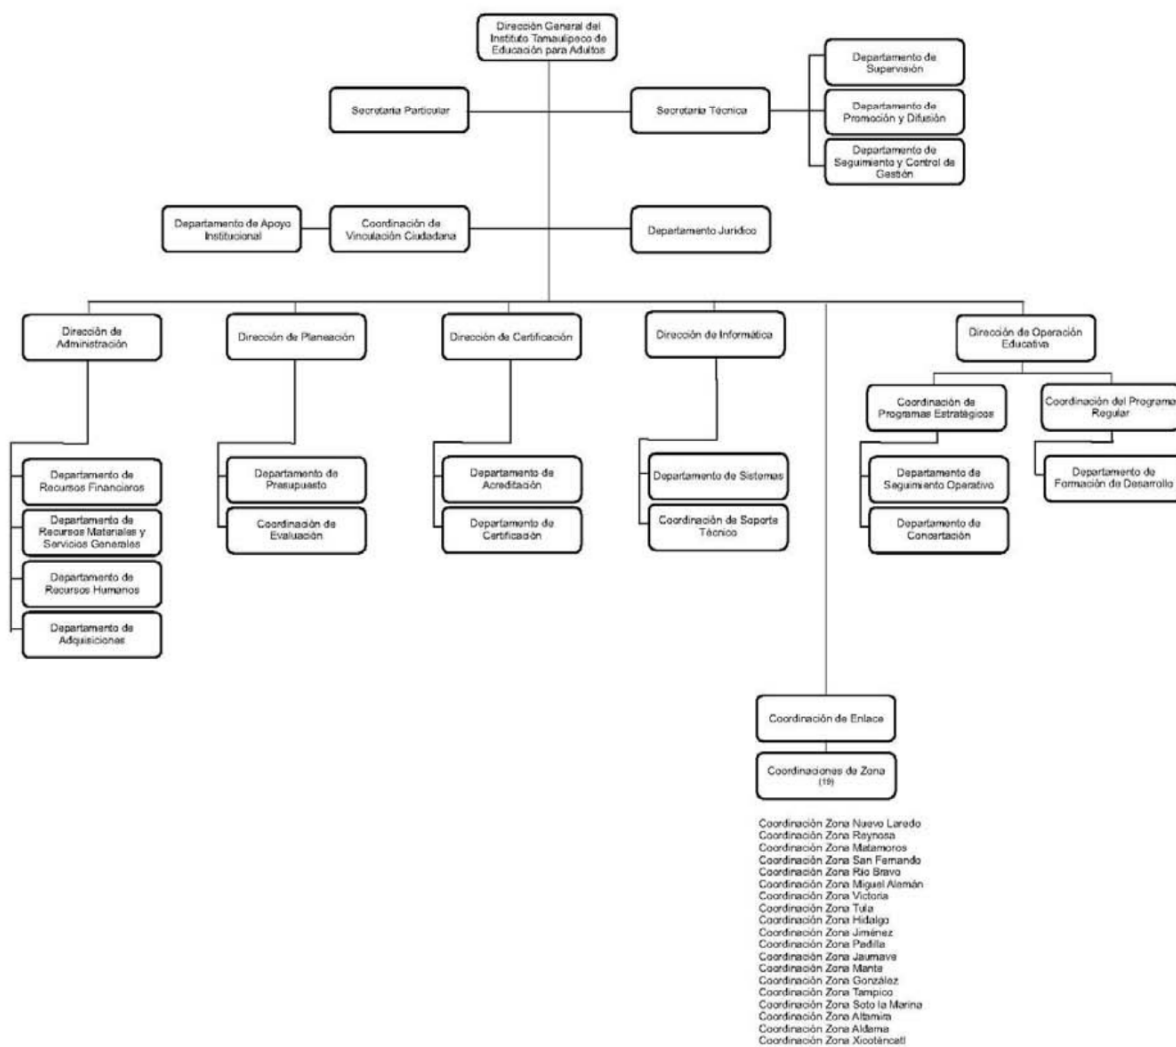 Dirección General del
Instituto Tamaulipeco de
Educación para Adultos
Departamento de
Supervisión
Secretaría Particular
Secretaría Técnica
Departamento de
Promoción y Difusión
Departamento de
Seguimiento y Control de
Gestión
Departamento de Apoyo
Institucional
Coordinación de
Vinculación Ciudadana
Departamento Jurídico
Dirección de
Administración
Dirección de Planeación
Dirección de Certificación
Dirección de Informática
Dirección de Operación
Educativa
Coordinación de
Programas Estratégicos
Coordinación del Programa
Regular
Departamento de
Recursos Financieros
Departamento de
Presupuesto
Departamento de
Acreditación
Departamento de Sistemas
Departamento de
Seguimiento Operativo
Departamento de
Formación de Desarrollo
Departamento de
Recursos Materiales y
Servicios Generales
Coordinación de
Evaluación
Departamento de
Certificación
Coordinación de Soporte
Técnico
Departamento de
Concertación
Departamento de
Recursos Humanos
Departamento de
Adquisiciones
Coordinación de Enlace
Coordinaciones de Zona
(19)
Coordinación Zona Nuevo Laredo
Coordinación Zona Reynosa
Coordinación Zona Matamoros
Coordinación Zona San Fernando
Coordinación Zona Río Bravo
Coordinación Zona Miguel Alemán
Coordinación Zona Victoria
Coordinación Zona Tula
Coordinación Zona Hidalgo
Coordinación Zona Jiménez
Coordinación Zona Padilla
Coordinación Zona Jaumave
Coordinación Zona Mante
Coordinación Zona González
Coordinación Zona Tampico
Coordinación Zona Soto la Marina
Coordinación Zona Altamira
Coordinación Zona Aldama
Coordinación Zona Xicoténcatl